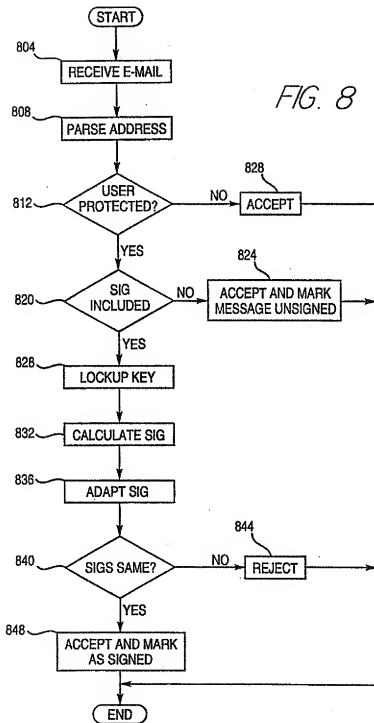 START
804
RECEIVE E-MAIL
FIG. 8
808
PARSE ADDRESS
812
USER
PROTECTED?
NO
828
ACCEPT
YES
820
SIG
INCLUDED
NO
824
ACCEPT AND MARK
MESSAGE UNSIGNED
YES
828
LOCKUP KEY
832
CALCULATE SIG
836
ADAPT SIG
840
SIGS SAME?
NO
844
REJECT
YES
848
ACCEPT AND MARK
AS SIGNED
END